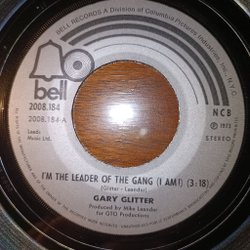 BELL RECORDS A Division of Columbia Pictures Industries, Inc. N.Y.C.
bell
2008.184
2008.184-A
Leeds
Music Ltd.
NCB
℗ 1973
STEREO
I'M THE LEADER OF THE GANG (I AM!) (3:18)
(Glitter - Leander)
GARY GLITTER
Produced by Mike Leander
for GTO Productions